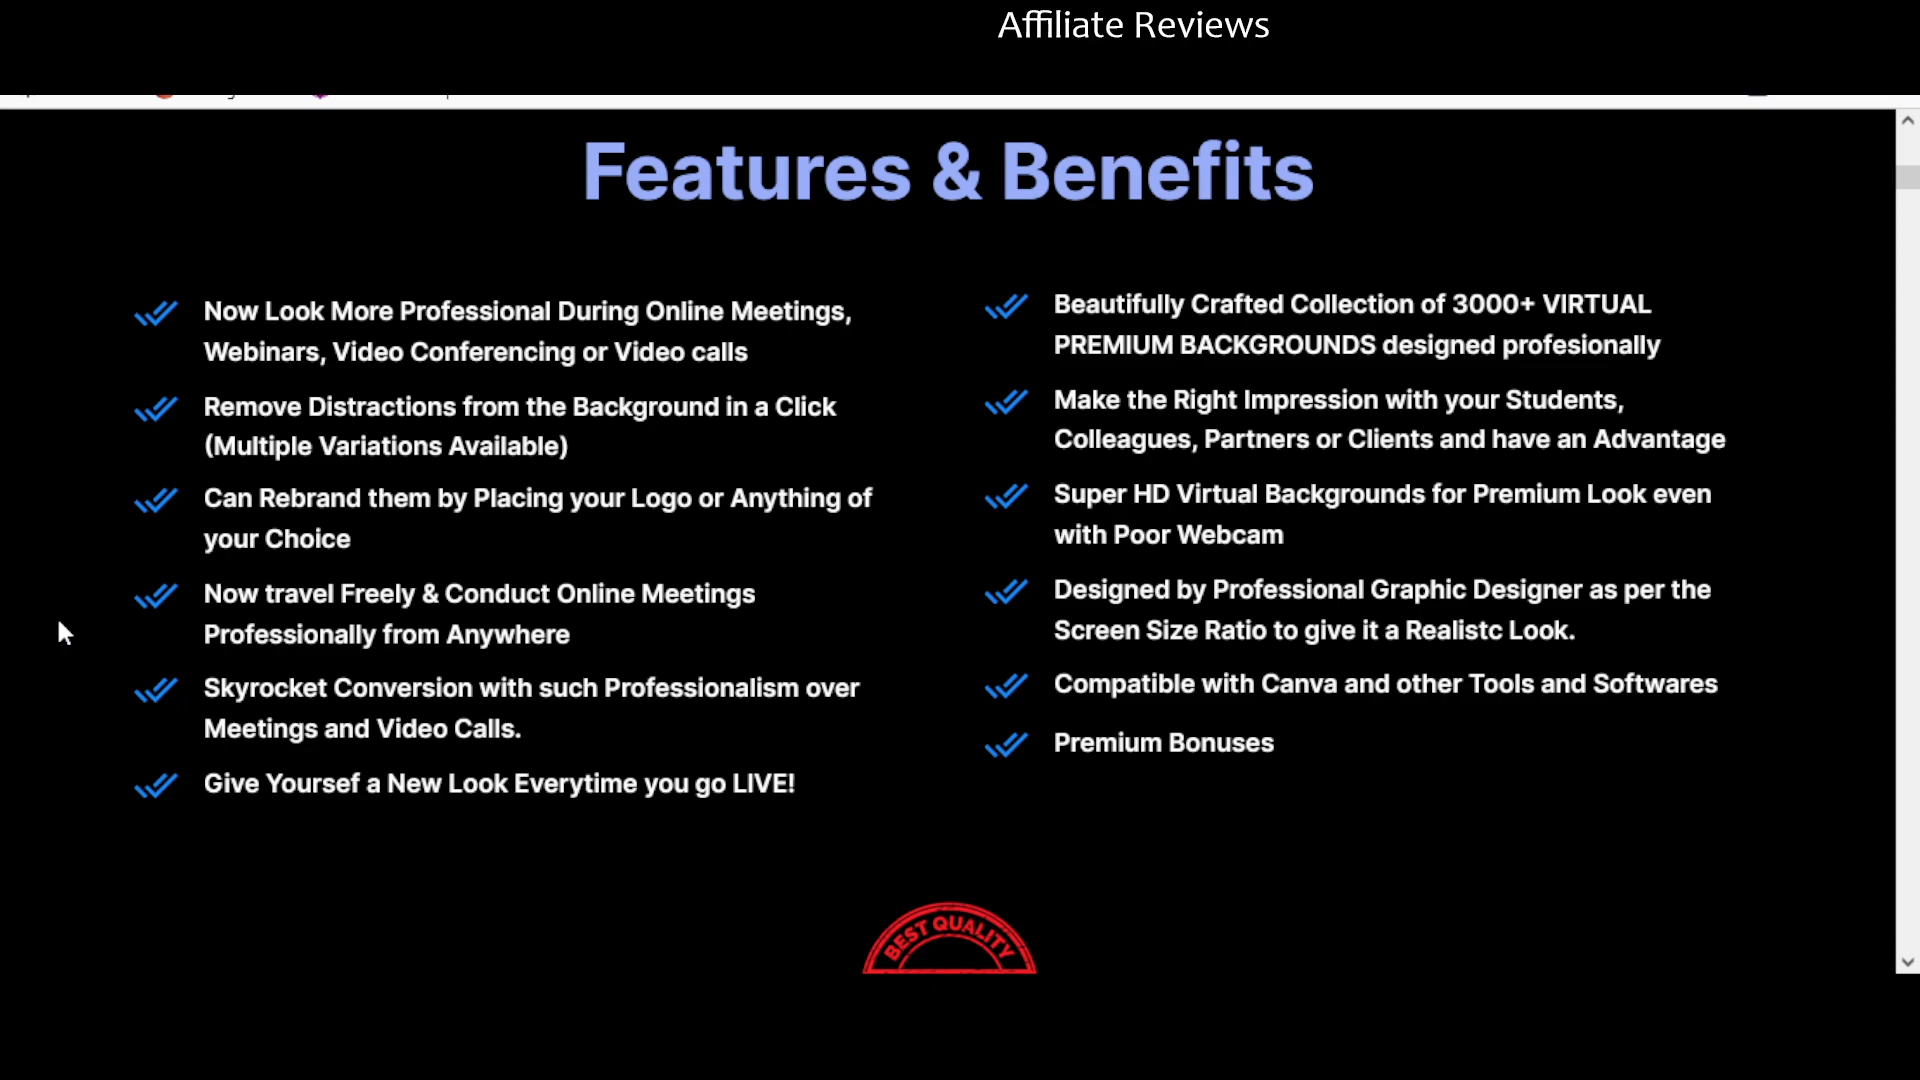 Affiliate Reviews
Features & Benefits
Now Look More Professional During Online Meetings,
Webinars, Video Conferencing or Video calls
Remove Distractions from the Background in a Click
(Multiple Variations Available)
Can Rebrand them by Placing your Logo or Anything of
your Choice
Now travel Freely & Conduct Online Meetings
Professionally from Anywhere
Skyrocket Conversion with such Professionalism over
Meetings and Video Calls.
Give Yoursef a New Look Everytime you go LIVE!
Beautifully Crafted Collection of 3000+ VIRTUAL
PREMIUM BACKGROUNDS designed profesionally
Make the Right Impression with your Students,
Colleagues, Partners or Clients and have an Advantage
Super HD Virtual Backgrounds for Premium Look even
with Poor Webcam
Designed by Professional Graphic Designer as per the
Screen Size Ratio to give it a Realistc Look.
Compatible with Canva and other Tools and Softwares
Premium Bonuses
BEST QUALITY